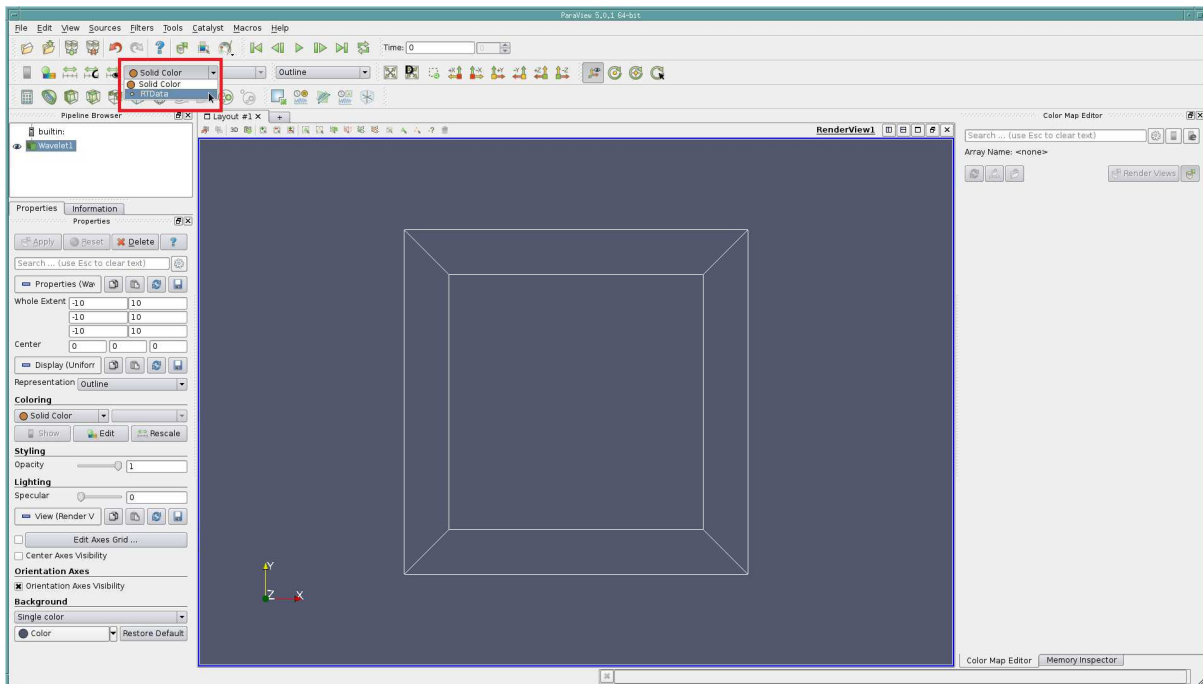 ParaView 5.0.1 64-bit
File Edit View Sources Filters Tools Catalyst Macros Help
Time: 0 0
Solid Color Outline
Solid Color
RTData
Pipeline Browser
builtin:
Wavelet1
Properties Information
Properties
Apply Reset Delete ?
Search ... (use Esc to clear text)
Properties (Wav
Whole Extent -10 10
-10 10
-10 10
Center 0 0 0
Display (Uniforr
Representation Outline
Coloring
Solid Color
Show Edit Rescale
Styling
Opacity 1
Lighting
Specular 0
View (Render V
Edit Axes Grid ...
Center Axes Visibility
Orientation Axes
Orientation Axes Visibility
Background
Single color
Color Restore Default
Layout #1 × +
3D RenderView1
Y
Z X
Color Map Editor
Search ... (use Esc to clear text)
Array Name: <none>
Render Views
Color Map Editor Memory Inspector